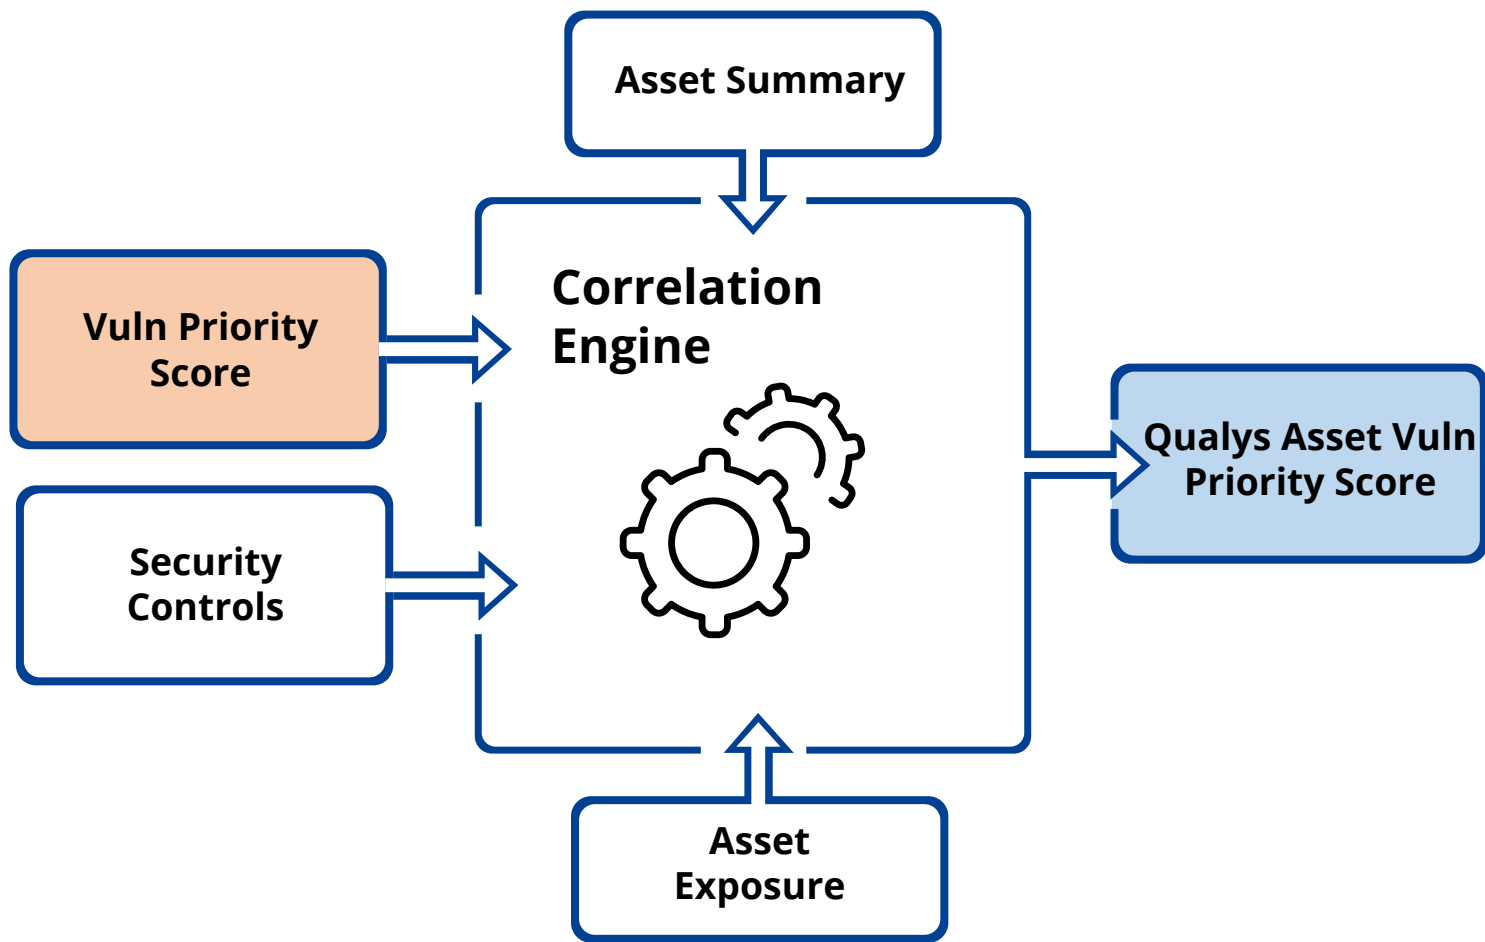 Asset Summary
Correlation
Engine
Vuln Priority
Score
Security
Controls
Qualys Asset Vuln
Priority Score
Asset
Exposure